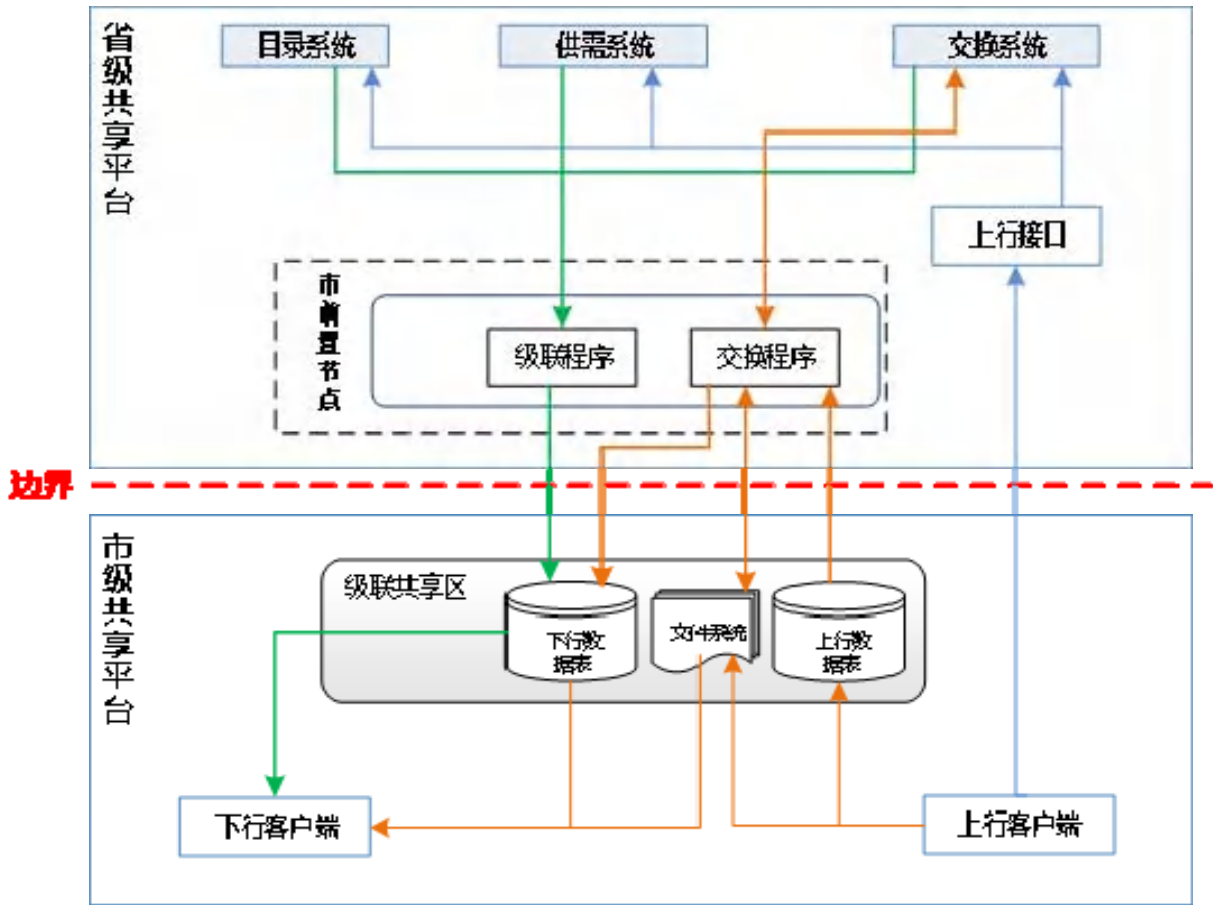 省级共享平台
目录系统
供需系统
交换系统
上行接口
市前置节点
级联程序
交换程序
边界
市级共享平台
级联共享区
下行数
据表
文件系统
上行数
据表
下行客户端
上行客户端